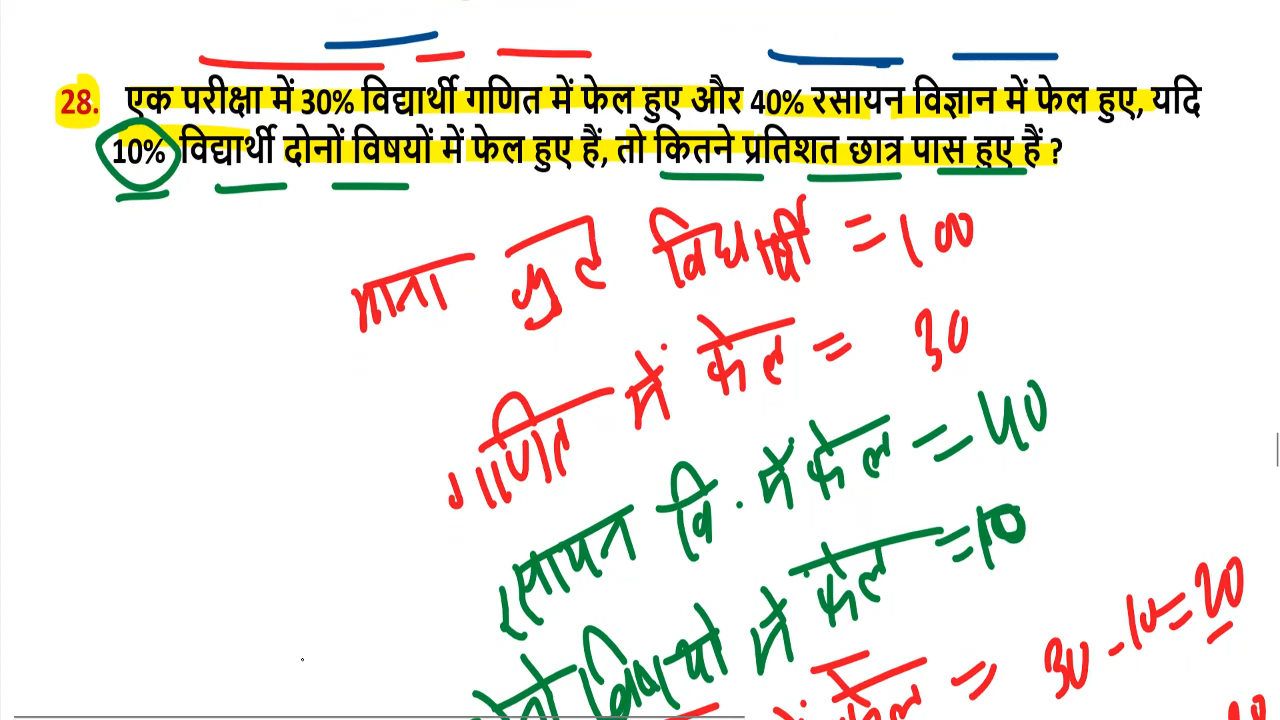 28. एक परीक्षा में 30% विद्यार्थी गणित में फेल हुए और 40% रसायन विज्ञान में फेल हुए, यदि
10% विद्यार्थी दोनों विषयों में फेल हुए हैं, तो कितने प्रतिशत छात्र पास हुए हैं ?
माना कुल विद्यार्थी = 100
गणित में फेल = 30
रसायन वि. में फेल = 40
दोनो विषयो में फेल = 10
में फेल = 30 - 10 = 20